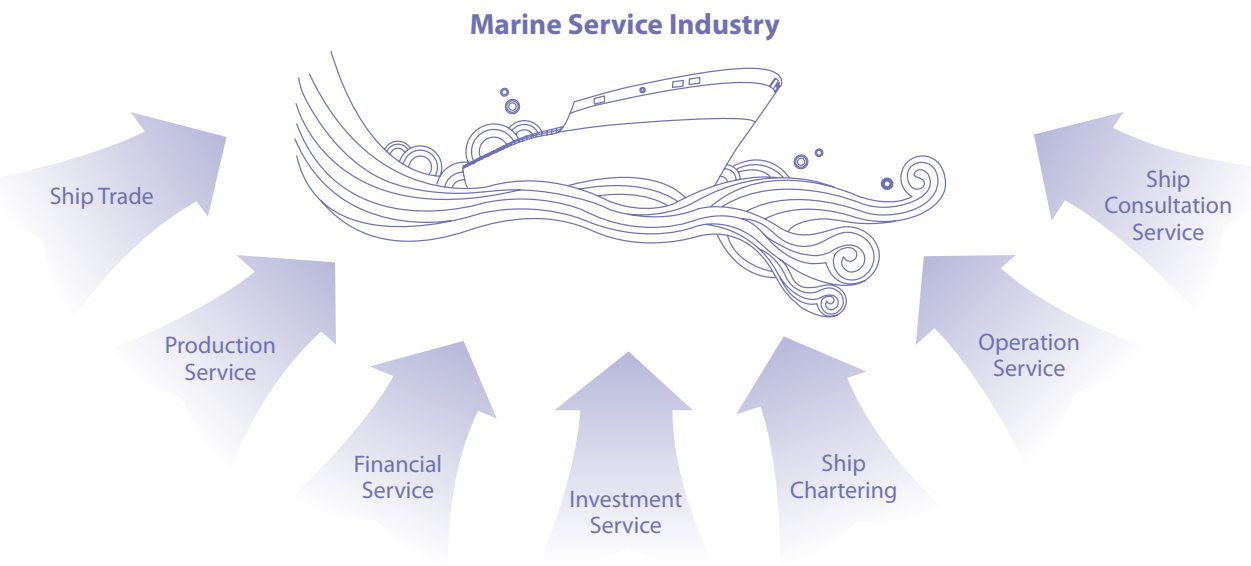 Marine Service Industry
Ship Trade
Production
Service
Financial
Service
Investment
Service
Ship
Chartering
Operation
Service
Ship
Consultation
Service